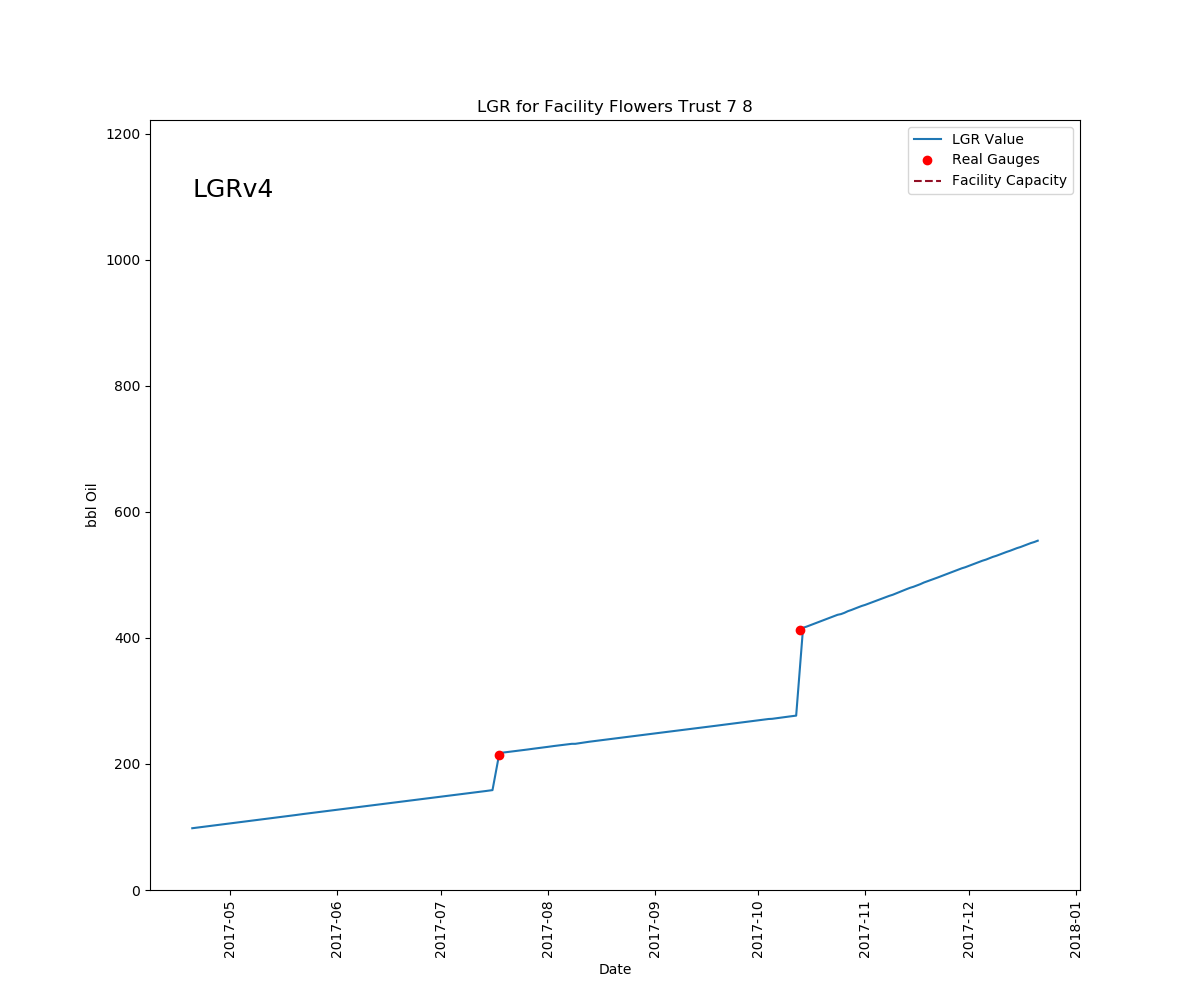 LGR for Facility Flowers Trust 7 8
LGRv4
LGR Value
Real Gauges
Facility Capacity
bbl Oil
1200
1000
800
600
400
200
0
2017-05
2017-06
2017-07
2017-08
2017-09
2017-10
2017-11
2017-12
2018-01
Date